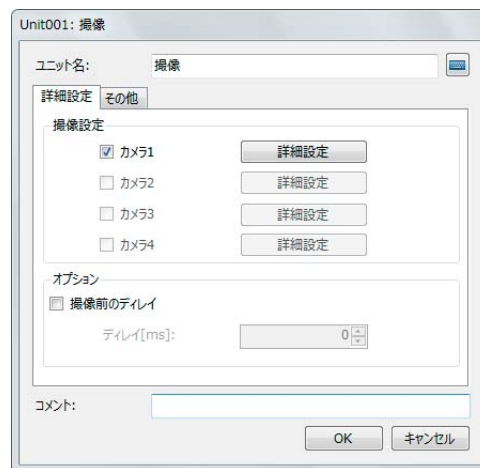 Unit001: 撮像
ユニット名: 撮像
詳細設定 その他
撮像設定
カメラ1 詳細設定
カメラ2 詳細設定
カメラ3 詳細設定
カメラ4 詳細設定
オプション
撮像前のディレイ
ディレイ[ms]: 0
コメント:
OK キャンセル